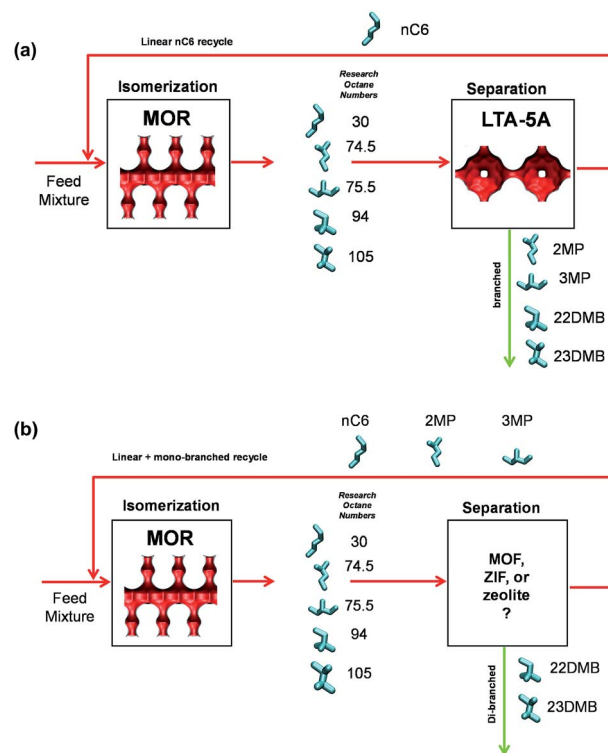 (a)
Linear nC6 recycle
nC6
Isomerization
MOR
Research
Octane
Numbers
Separation
LTA-5A
30
74.5
75.5
94
105
Feed
Mixture
branched
2MP
3MP
22DMB
23DMB
(b)
nC6 2MP 3MP
Linear + mono-branched recycle
Isomerization
MOR
Research
Octane
Numbers
Separation
MOF,
ZIF, or
zeolite
?
30
74.5
75.5
94
105
Feed
Mixture
Di-branched
22DMB
23DMB